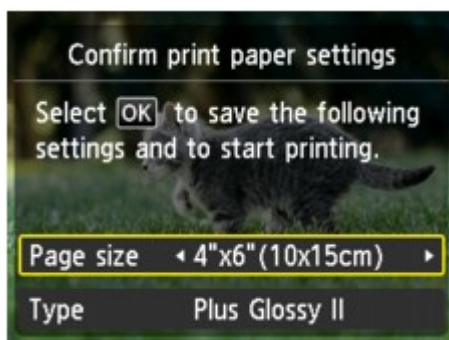 Confirm print paper settings
Select OK to save the following
settings and to start printing.
Page size 4"x6"(10x15cm)
Type Plus Glossy II